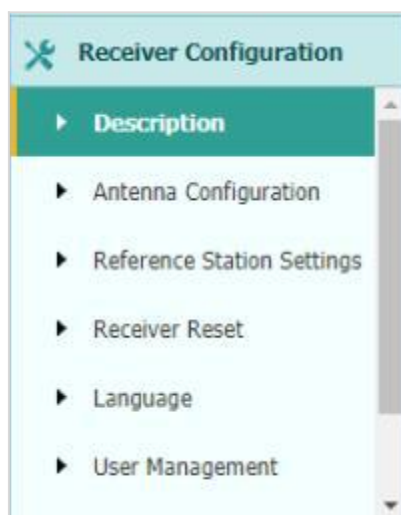 Receiver Configuration
Description
Antenna Configuration
Reference Station Settings
Receiver Reset
Language
User Management